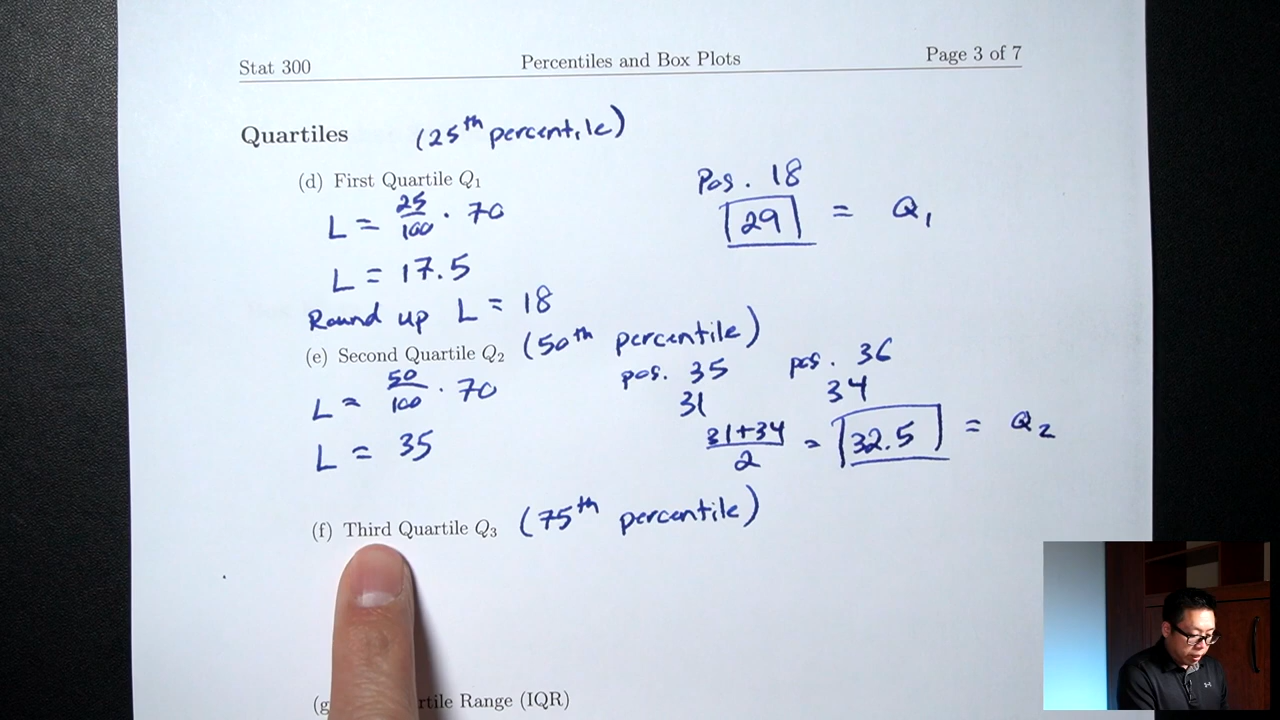 Stat 300 Percentiles and Box Plots Page 3 of 7
Quartiles (25th percentile)
(d) First Quartile Q1
L = 25/100 · 70
L = 17.5
Round up L = 18
Pos. 18
29 = Q1
(e) Second Quartile Q2 (50th percentile)
L = 50/100 · 70
L = 35
pos. 35 pos. 36
31 34
31+34/2 = 32.5 = Q2
(f) Third Quartile Q3 (75th percentile)
Range (IQR)